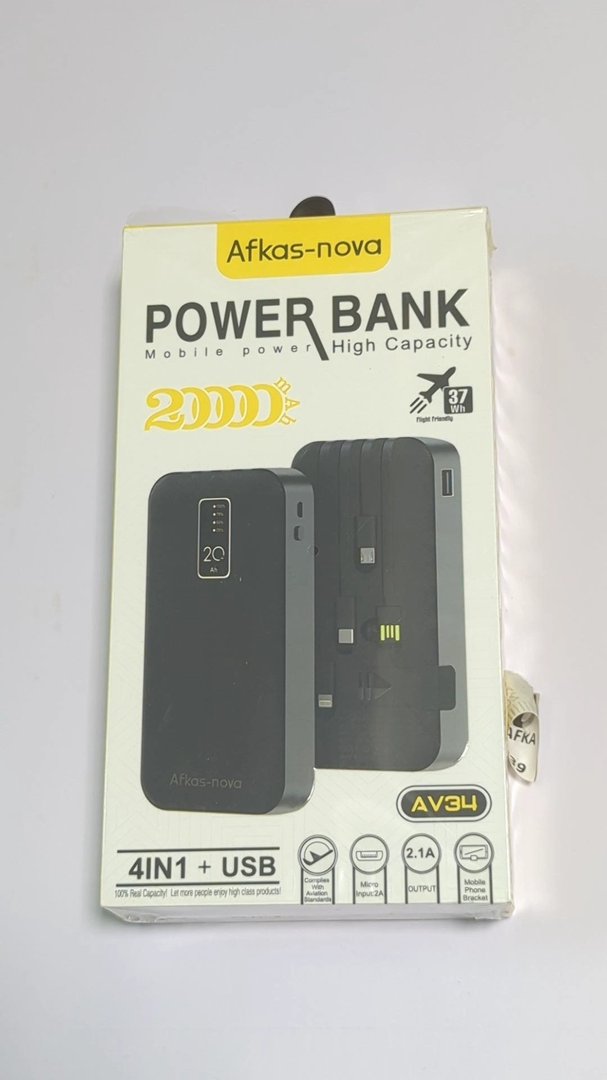 Afkas-nova
POWER BANK
Mobile power High Capacity
20000 mAh
37
Wh
Flight Friendly
20
Ah
Afkas-nova
AV34
AFKA
4IN1 + USB
100% Real Capacity! Let more people enjoy high class products!
Complies
With
Aviation
Standards
Micro
Input:2A
2.1A
OUTPUT
Mobile
Phone
Bracket